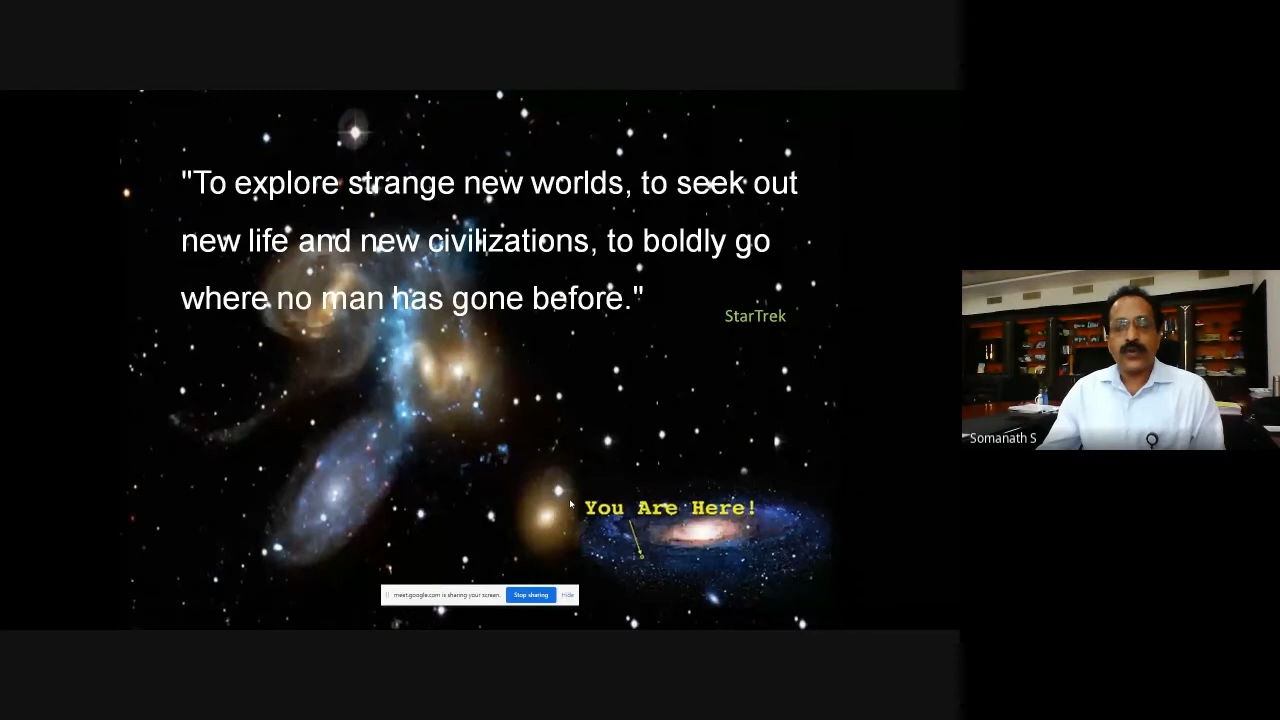 "To explore strange new worlds, to seek out
new life and new civilizations, to boldly go
where no man has gone before."
StarTrek
You Are Here!
meet.google.com is sharing your screen.
Stop sharing
Hide
Somanath S